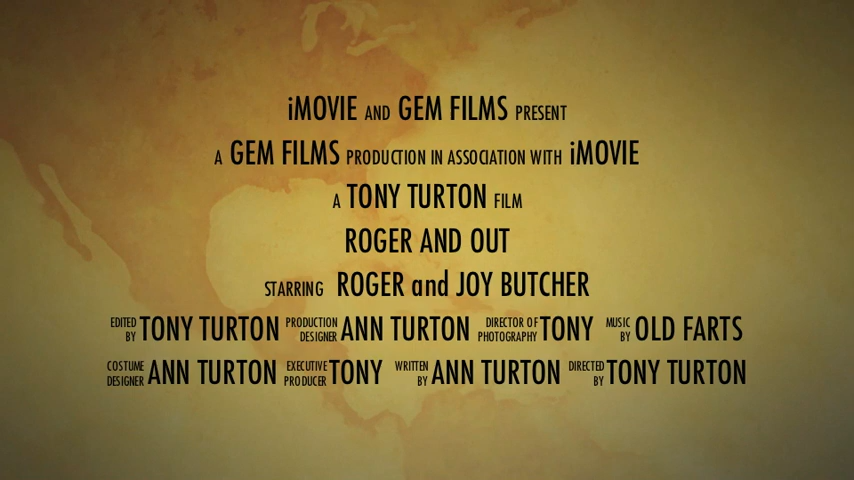 iMOVIE AND GEM FILMS PRESENT
A GEM FILMS PRODUCTION IN ASSOCIATION WITH iMOVIE
A TONY TURTON FILM
ROGER AND OUT
STARRING ROGER and JOY BUTCHER
EDITED BY TONY TURTON PRODUCTION DESIGNER ANN TURTON DIRECTOR OF PHOTOGRAPHY TONY MUSIC BY OLD FARTS
COSTUME DESIGNER ANN TURTON EXECUTIVE PRODUCER TONY WRITTEN BY ANN TURTON DIRECTED BY TONY TURTON